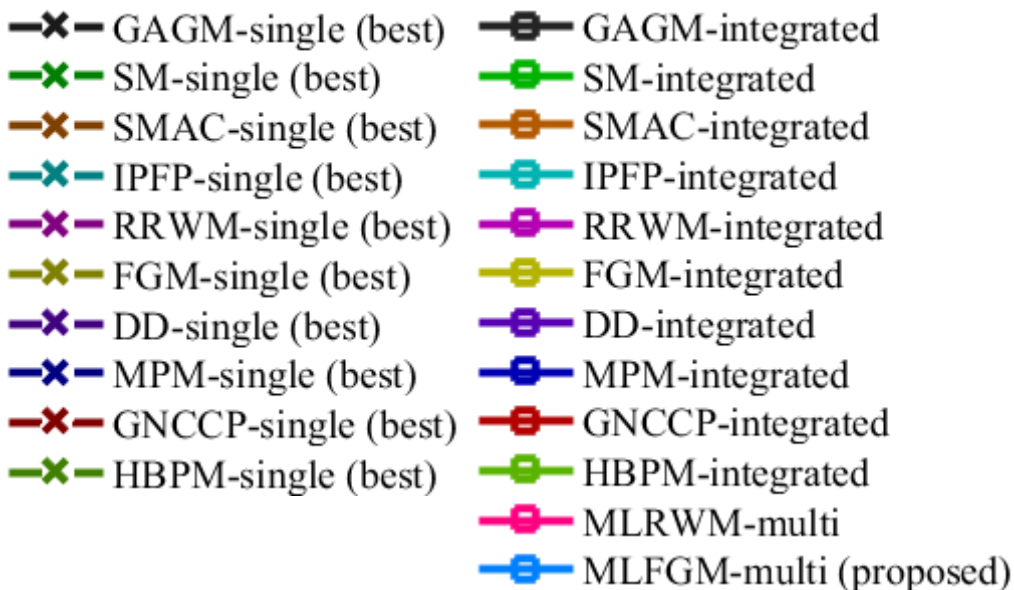 GAGM-single (best)
SM-single (best)
SMAC-single (best)
IPFP-single (best)
RRWM-single (best)
FGM-single (best)
DD-single (best)
MPM-single (best)
GNCCP-single (best)
HBPM-single (best)
GAGM-integrated
SM-integrated
SMAC-integrated
IPFP-integrated
RRWM-integrated
FGM-integrated
DD-integrated
MPM-integrated
GNCCP-integrated
HBPM-integrated
MLRWM-multi
MLFGM-multi (proposed)